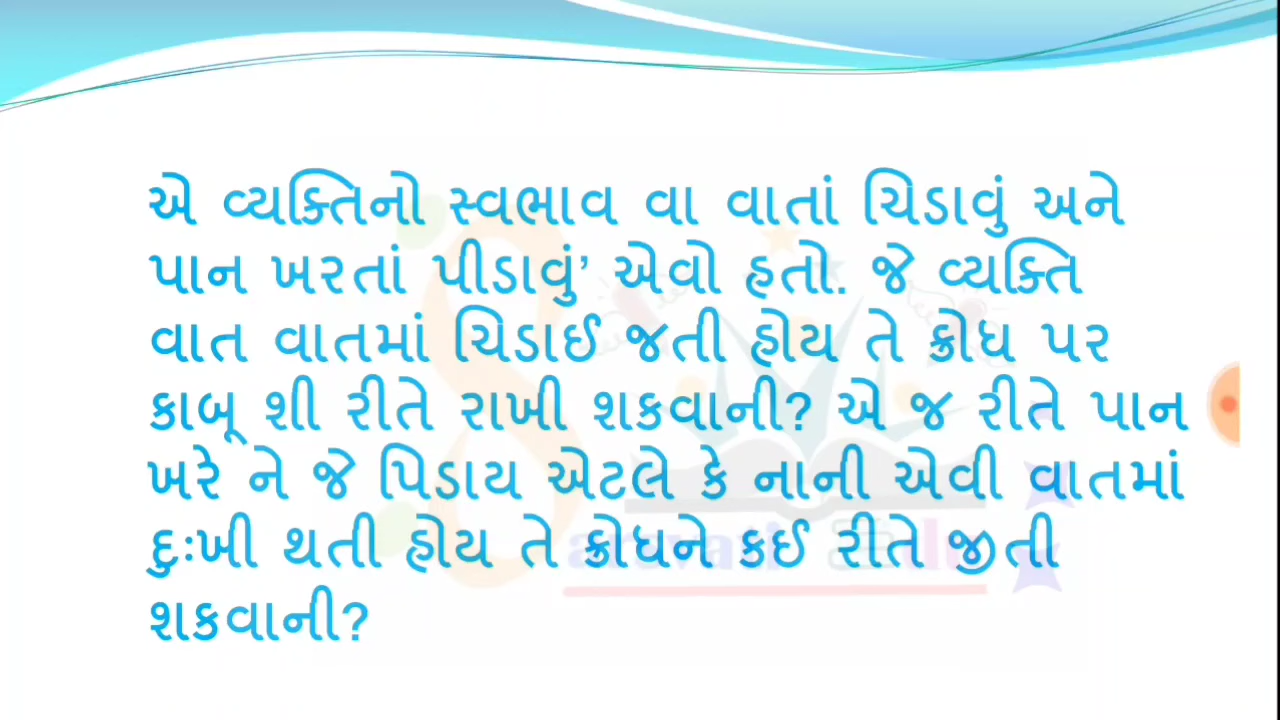 એ વ્યક્તિનો સ્વભાવ વા વાતાં ચિડાવું અને
પાન ખરતાં પીડાવું’ એવો હતો. જે વ્યક્તિ
વાત વાતમાં ચિડાઈ જતી હોય તે ક્રોધ પર
કાબૂ શી રીતે રાખી શકવાની? એ જ રીતે પાન
ખરે ને જે પિડાય એટલે કે નાની એવી વાતમાં
દુઃખી થતી હોય તે ક્રોધને કઈ રીતે જીતી
શકવાની?